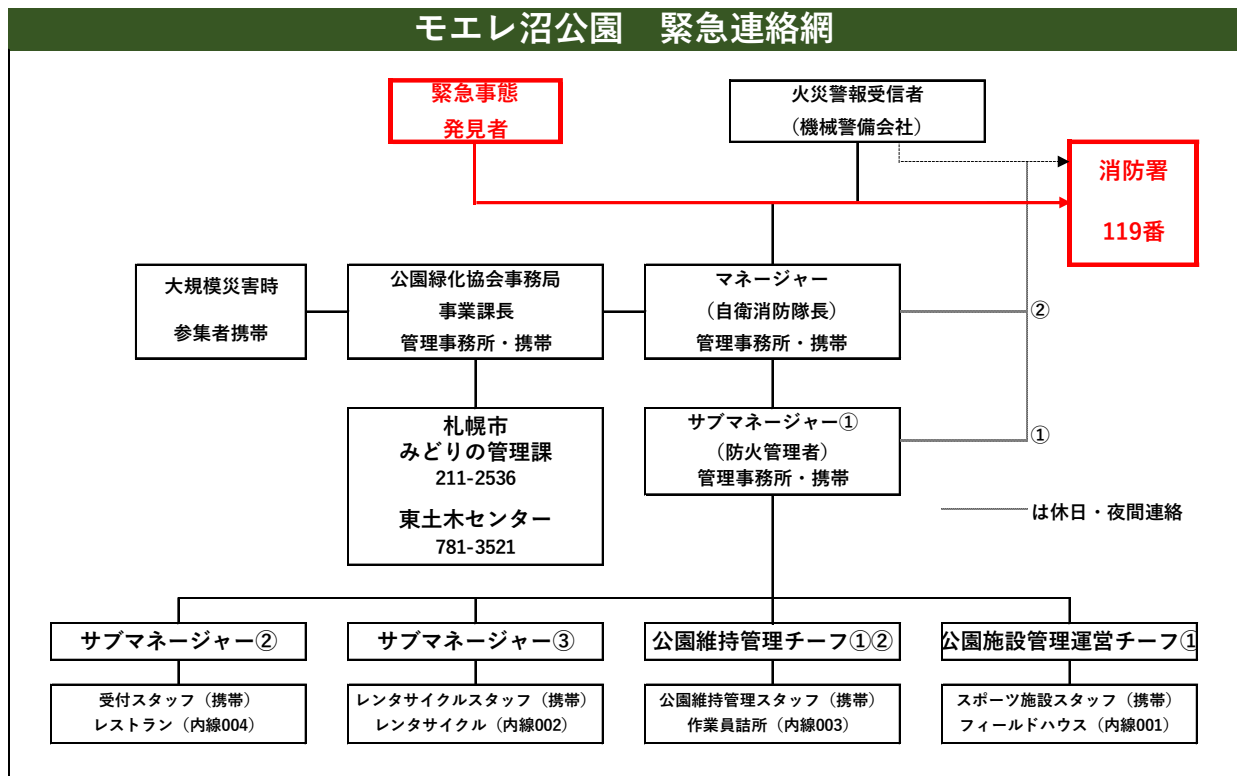 モエレ沼公園　緊急連絡網
緊急事態
発見者
火災警報受信者
（機械警備会社）
消防署
119番
大規模災害時
参集者携帯
公園緑化協会事務局
事業課長
管理事務所・携帯
マネージャー
（自衛消防隊長）
管理事務所・携帯
②
札幌市
みどりの管理課
211-2536
東土木センター
781-3521
サブマネージャー①
（防火管理者）
管理事務所・携帯
①
は休日・夜間連絡
サブマネージャー②
サブマネージャー③
公園維持管理チーフ①②
公園施設管理運営チーフ①
受付スタッフ（携帯）
レストラン（内線004）
レンタサイクルスタッフ（携帯）
レンタサイクル（内線002）
公園維持管理スタッフ（携帯）
作業員詰所（内線003）
スポーツ施設スタッフ（携帯）
フィールドハウス（内線001）